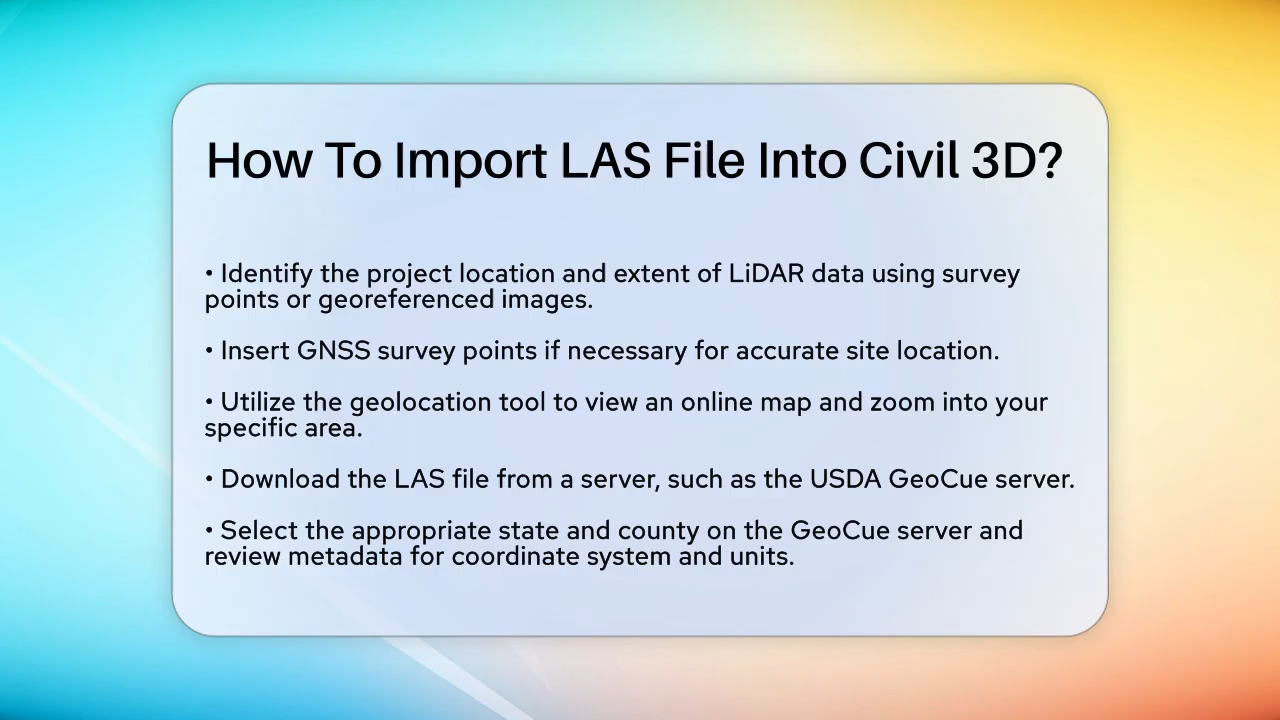 How To Import LAS File Into Civil 3D?
• Identify the project location and extent of LiDAR data using survey
points or georeferenced images.
• Insert GNSS survey points if necessary for accurate site location.
• Utilize the geolocation tool to view an online map and zoom into your
specific area.
• Download the LAS file from a server, such as the USDA GeoCue server.
• Select the appropriate state and county on the GeoCue server and
review metadata for coordinate system and units.